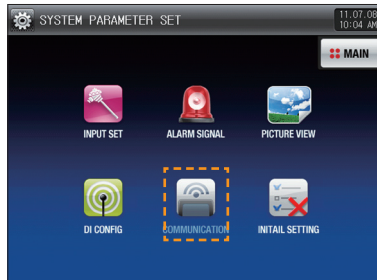 SYSTEM PARAMETER SET
11.07.08
10:04 AM
MAIN
INPUT SET
ALARM SIGNAL
PICTURE VIEW
DI CONFIG
COMMUNICATION
INITAIL SETTING